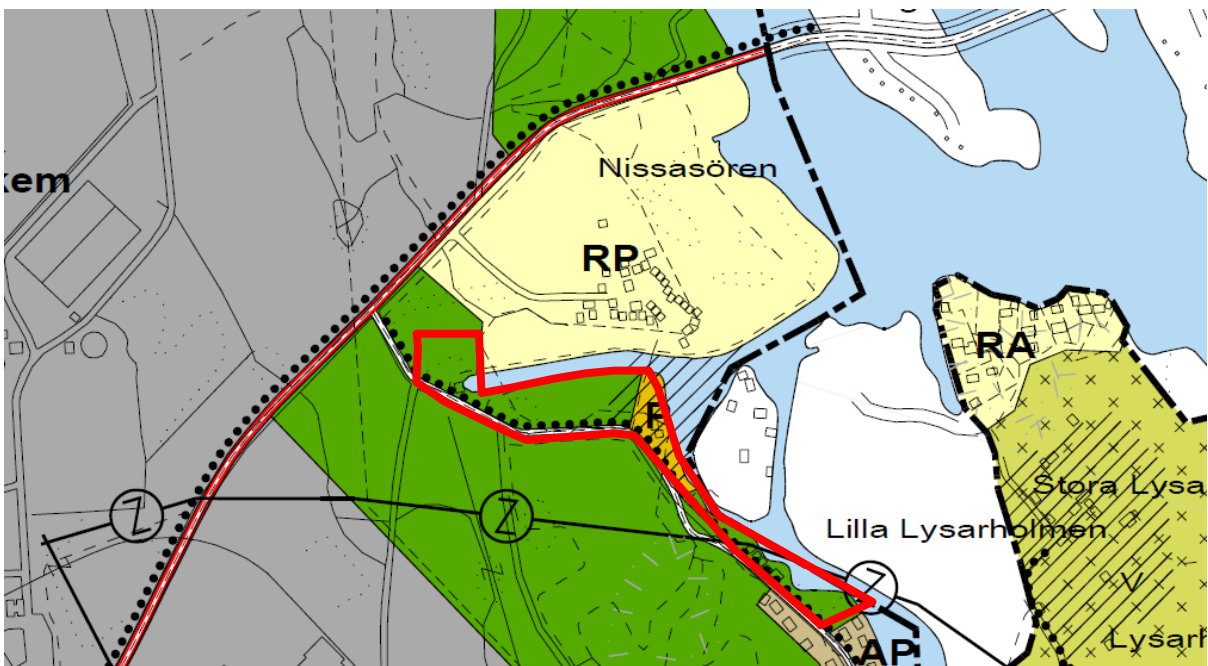 kem
Nissasören
RP
RA
P
Stora Lysa
Lilla Lysarholmen
Z
Z
Z
V
Lysarh
AP